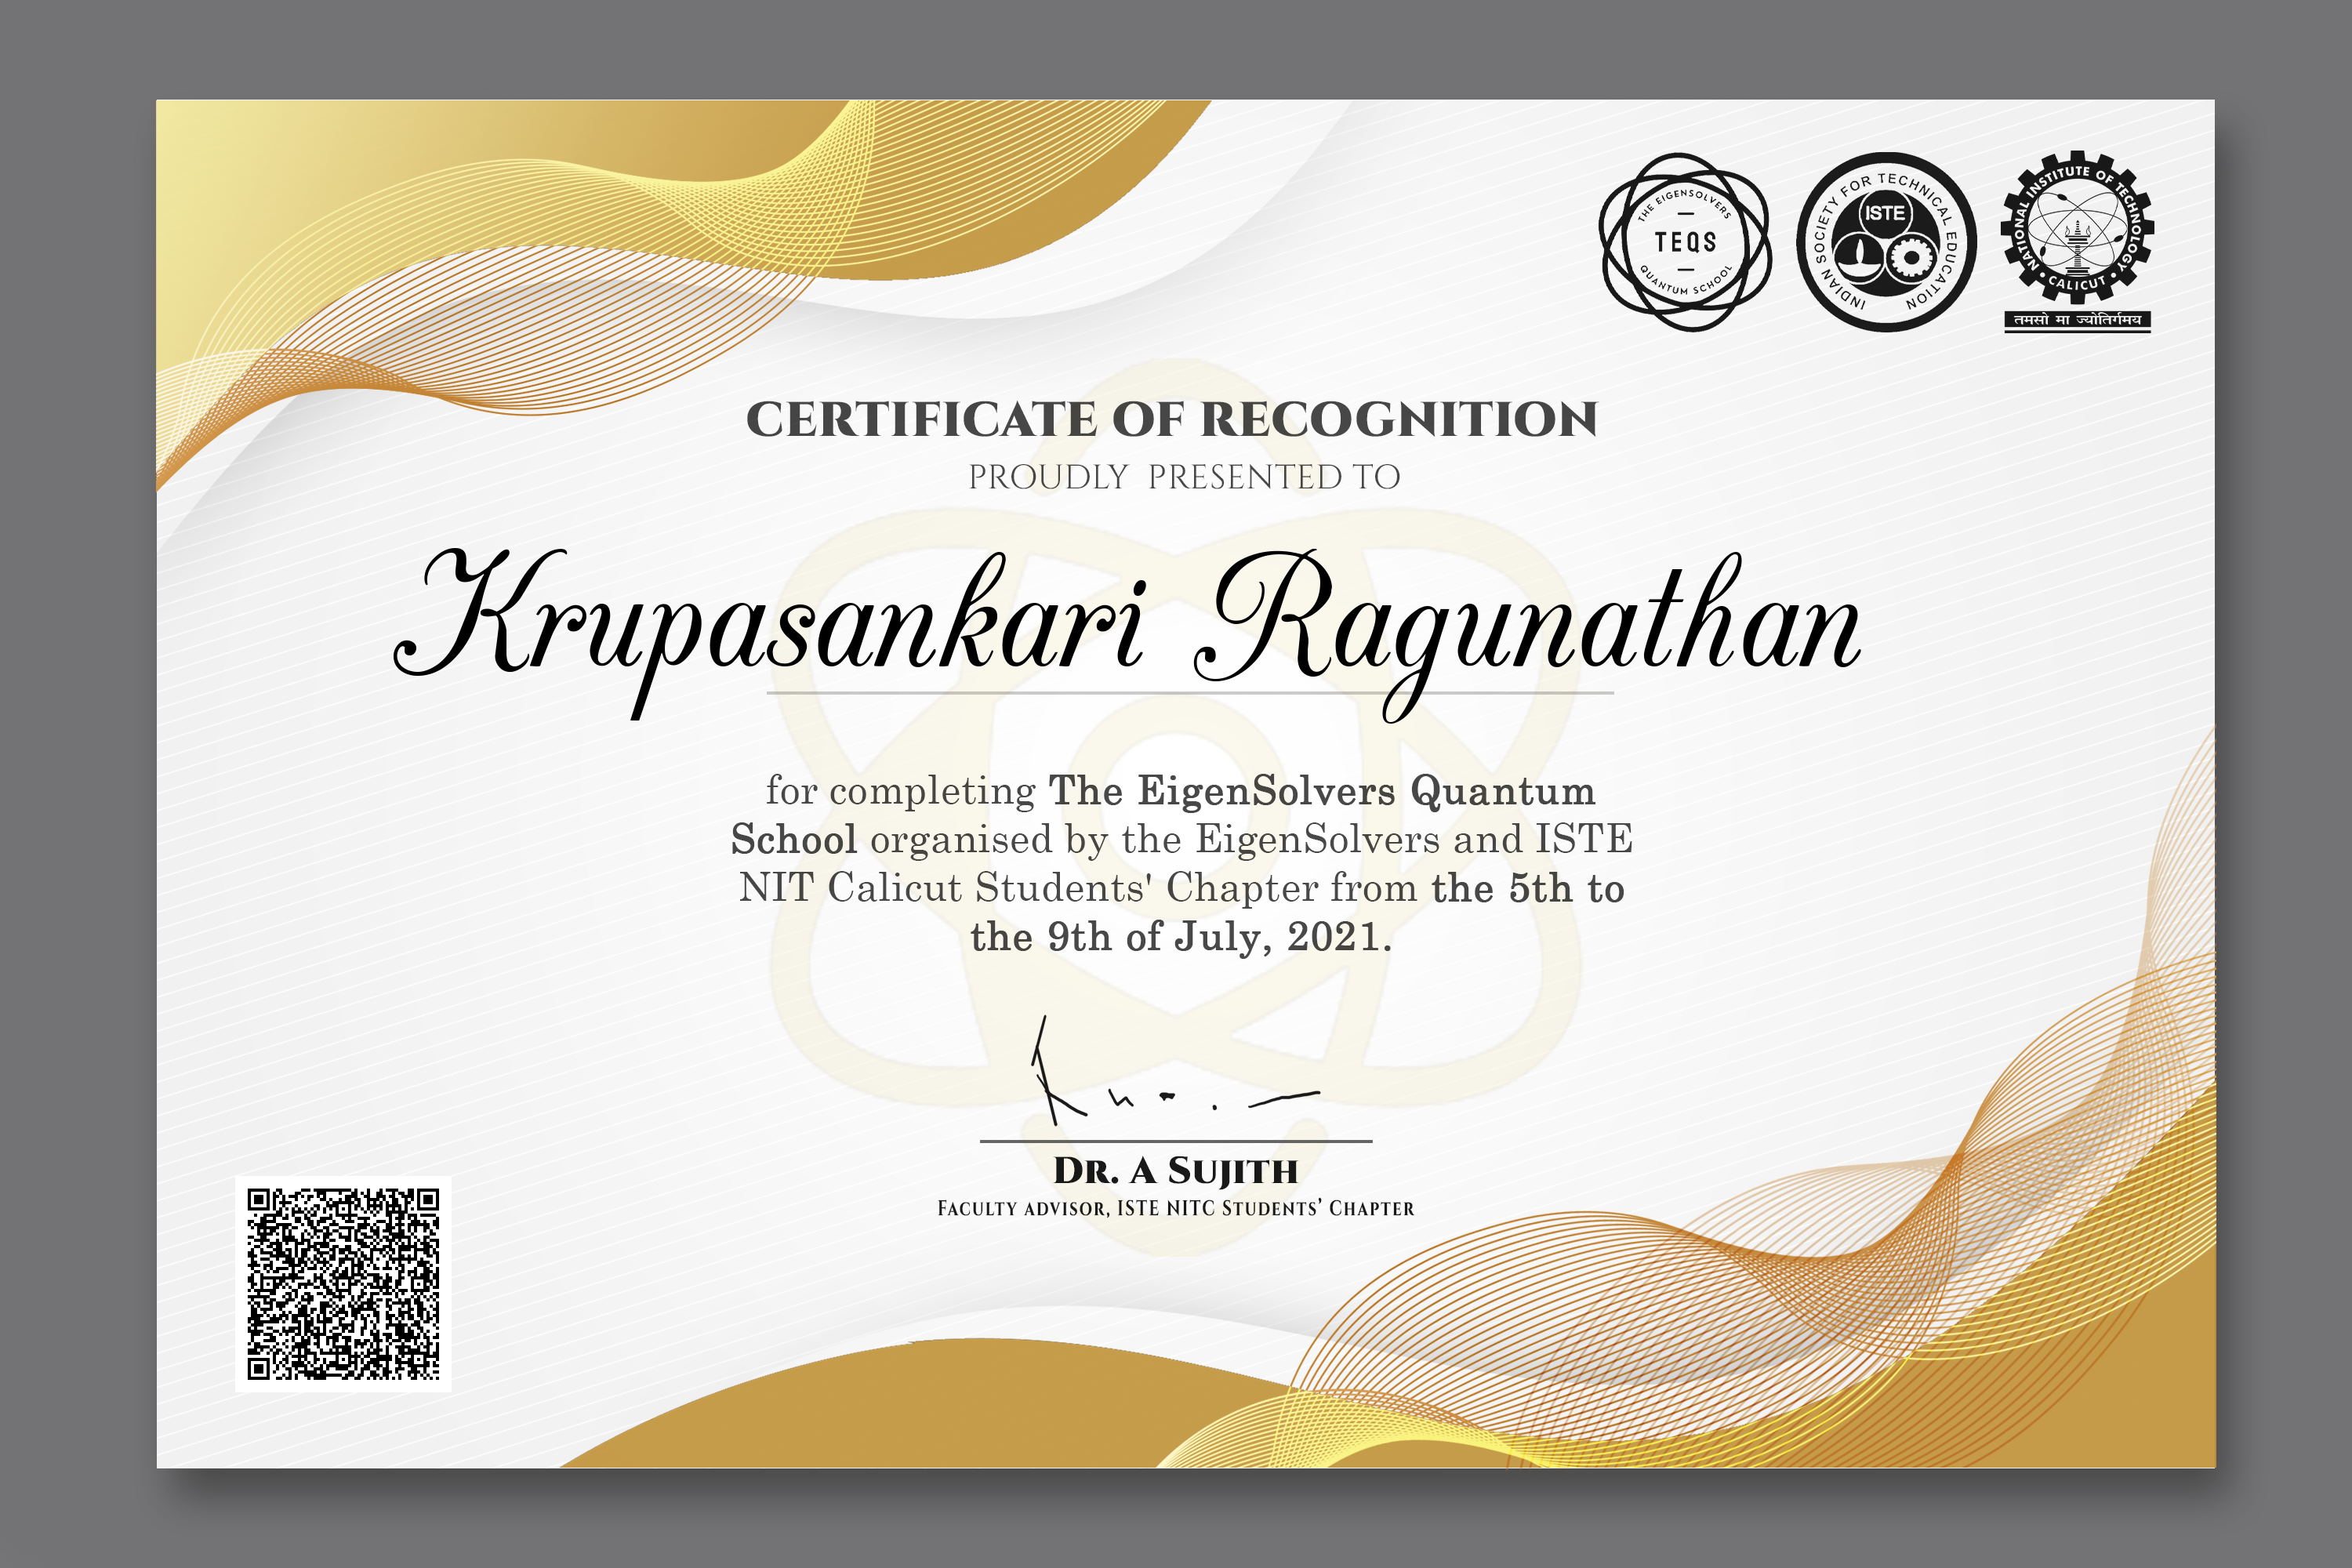 THE EIGENSOLVERS
TEQS
QUANTUM SCHOOL
INDIAN SOCIETY FOR TECHNICAL EDUCATION
ISTE
NATIONAL INSTITUTE OF TECHNOLOGY
CALICUT
तमसो मा ज्योतिर्गमय
CERTIFICATE OF RECOGNITION
PROUDLY PRESENTED TO
Krupasankari Ragunathan
for completing The EigenSolvers Quantum
School organised by the EigenSolvers and ISTE
NIT Calicut Students' Chapter from the 5th to
the 9th of July, 2021.
DR. A SUJITH
FACULTY ADVISOR, ISTE NITC STUDENTS’ CHAPTER